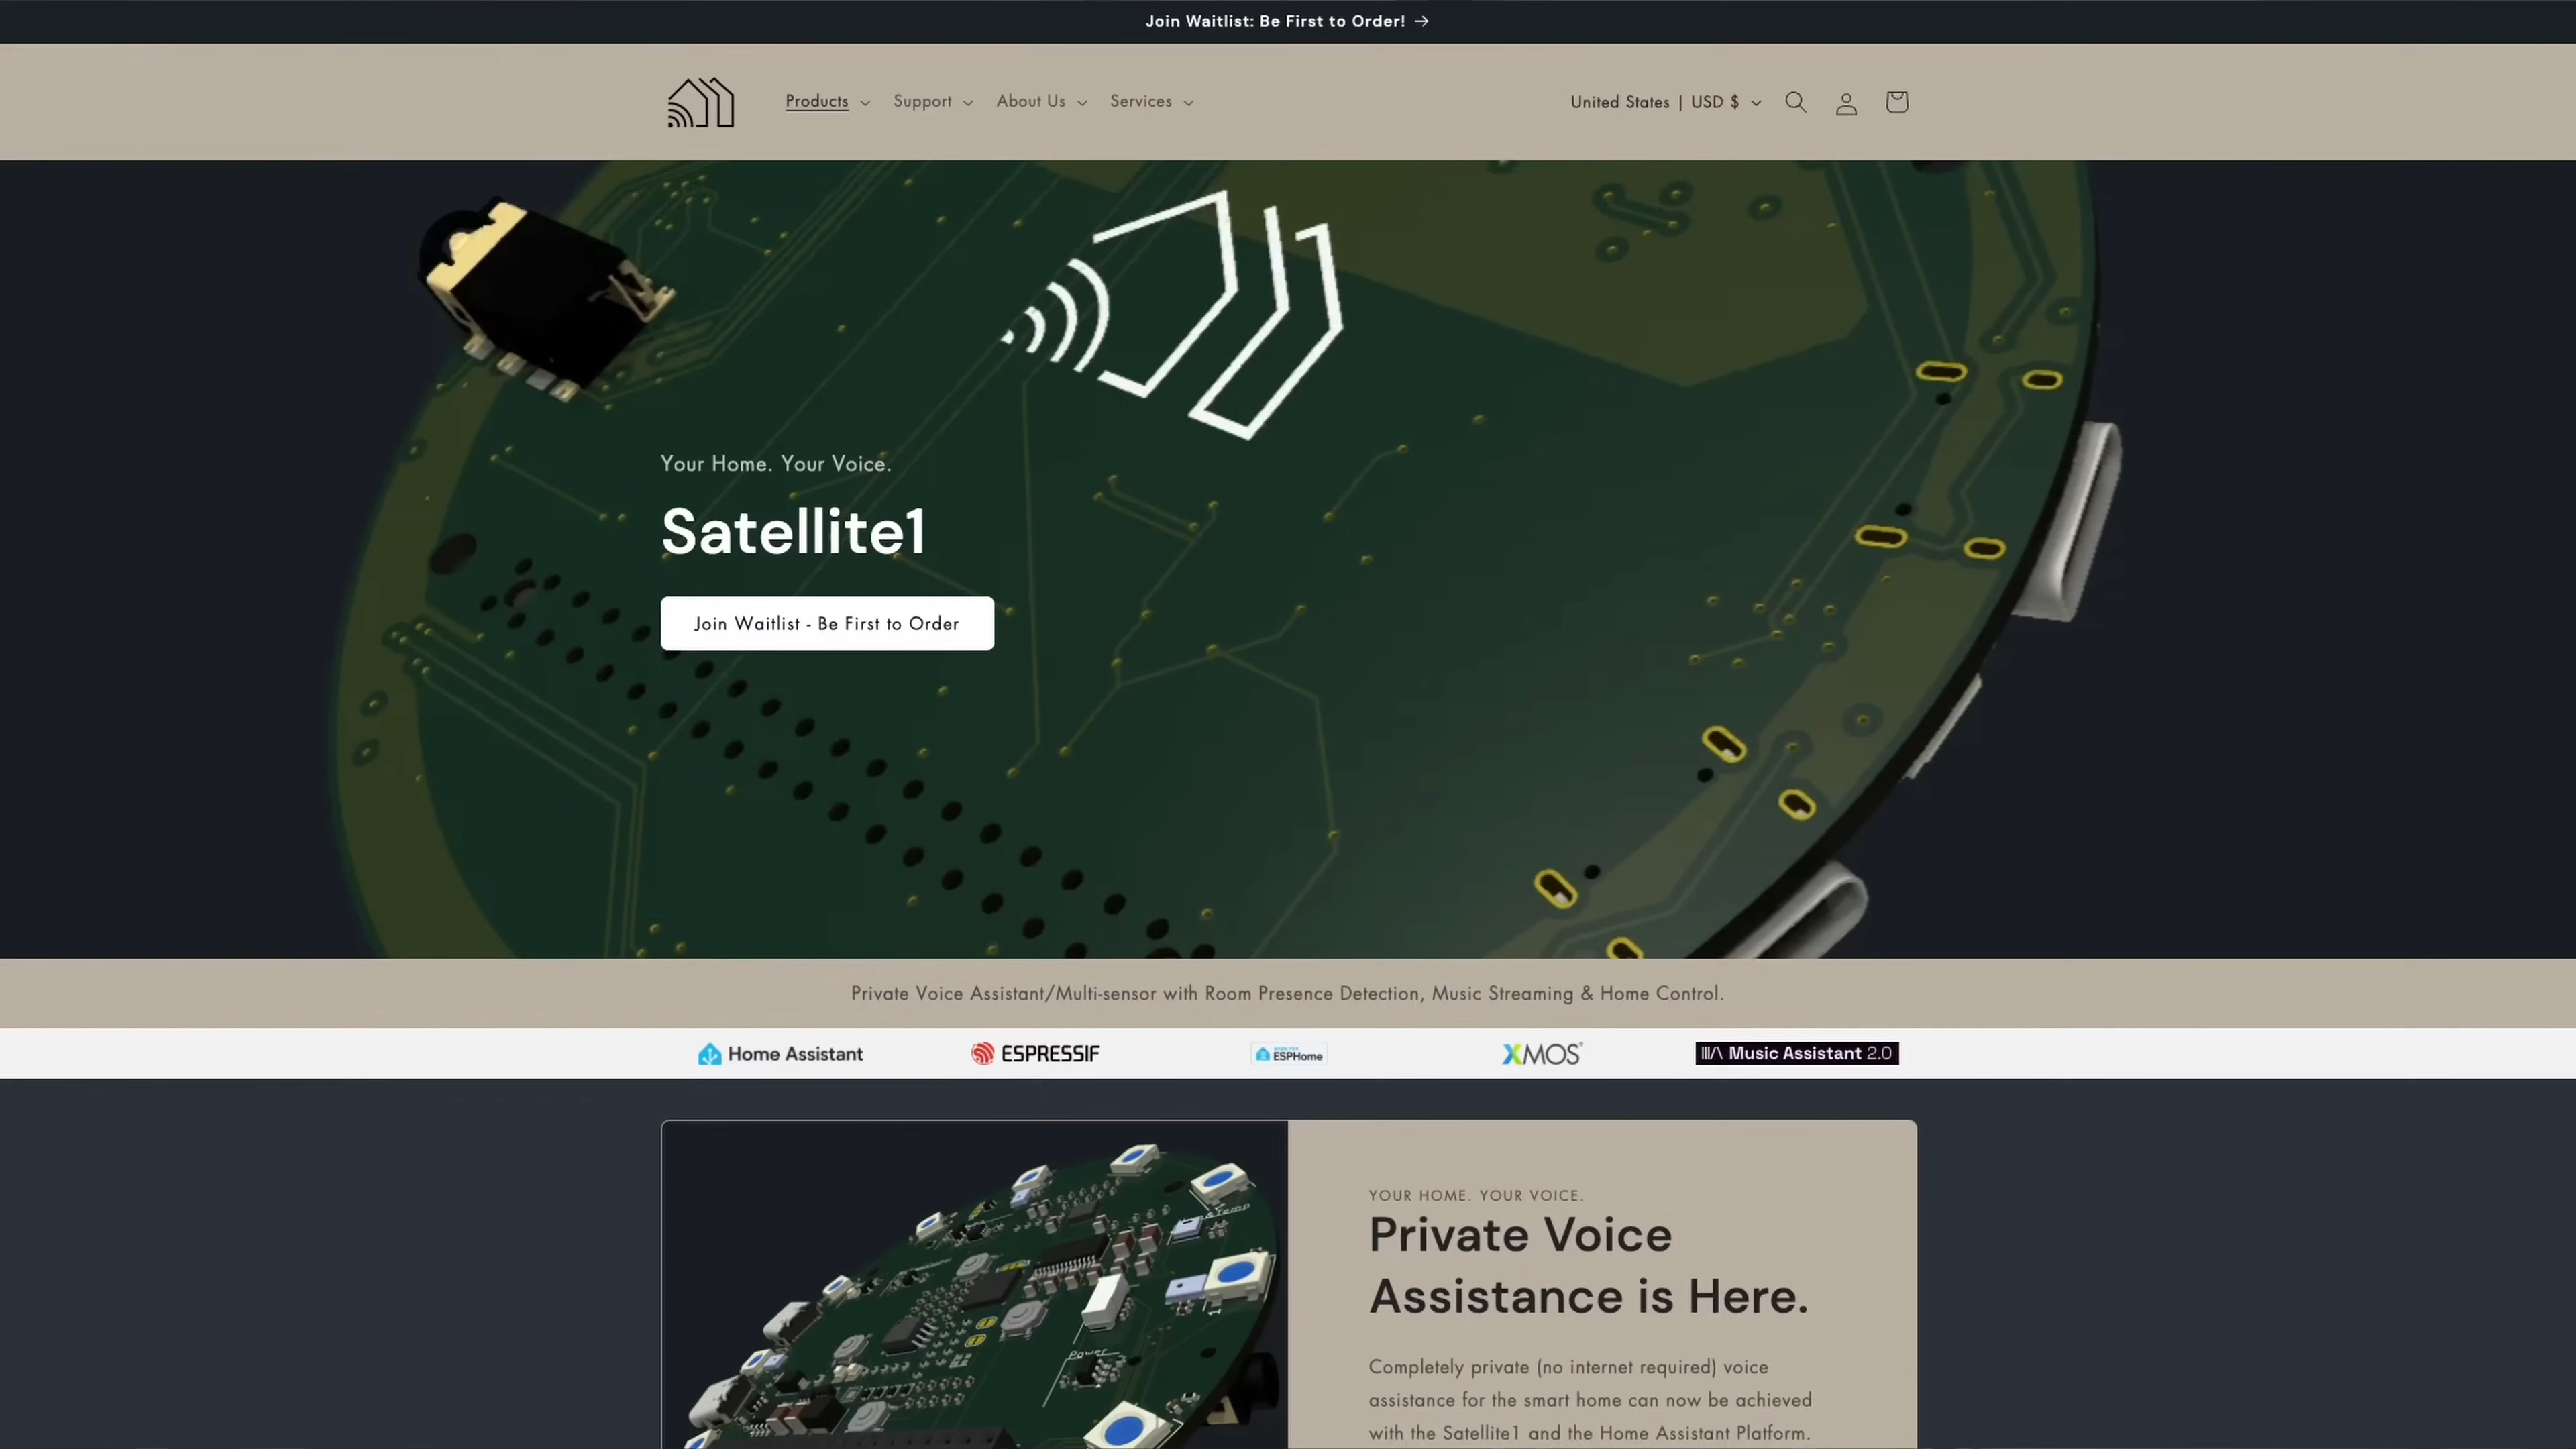 Join Waitlist: Be First to Order! →
Products
Support
About Us
Services
United States | USD $
Your Home. Your Voice.
Satellite1
Join Waitlist - Be First to Order
Private Voice Assistant/Multi-sensor with Room Presence Detection, Music Streaming & Home Control.
Home Assistant
ESPRESSIF
MADE FOR
ESPHome
XMOS®
Music Assistant 2.0
YOUR HOME. YOUR VOICE.
Private Voice
Assistance is Here.
Completely private (no internet required) voice
assistance for the smart home can now be achieved
with the Satellite1 and the Home Assistant Platform.
Power